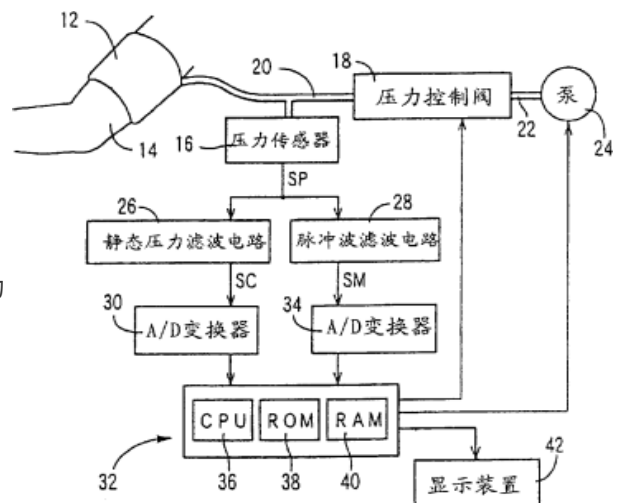 12
14
20
18
压力控制阀
22
泵
24
16
压力传感器
SP
26
静态压力滤波电路
28
脉冲波滤波电路
SC
SM
30
A/D变换器
34
A/D变换器
CPU
ROM
RAM
32
36
38
40
显示装置
42